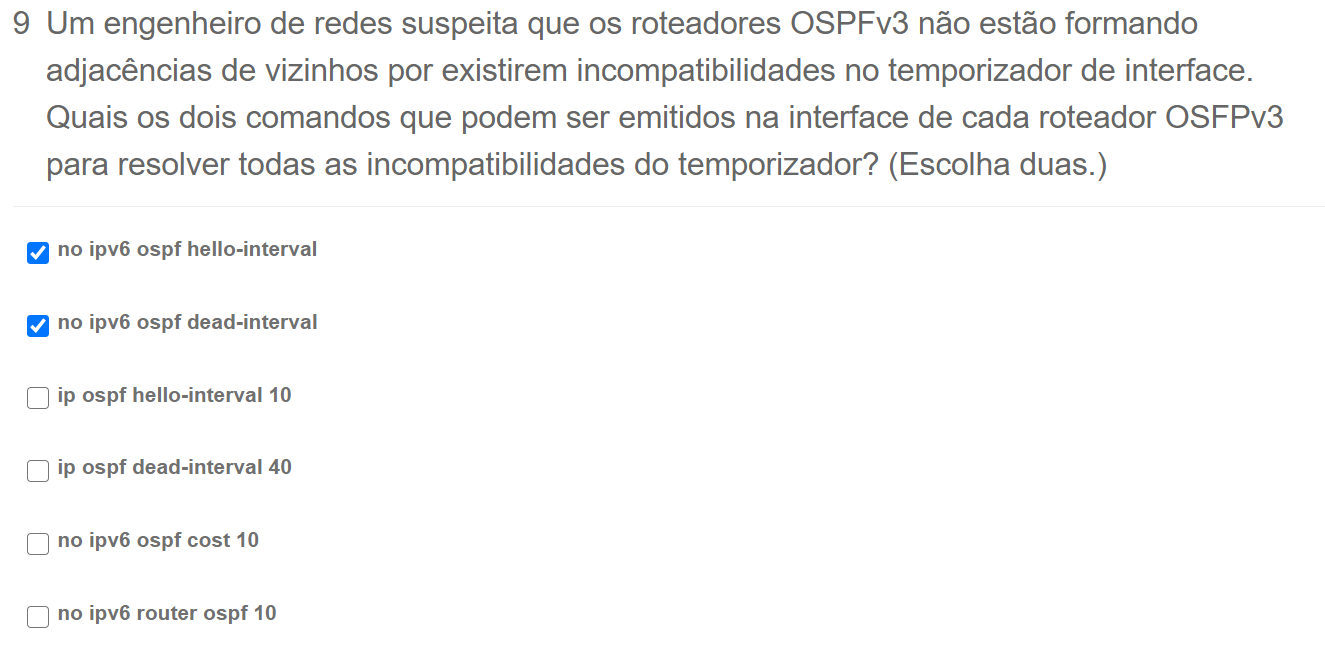 9 Um engenheiro de redes suspeita que os roteadores OSPFv3 não estão formando
adjacências de vizinhos por existirem incompatibilidades no temporizador de interface.
Quais os dois comandos que podem ser emitidos na interface de cada roteador OSFPv3
para resolver todas as incompatibilidades do temporizador? (Escolha duas.)
no ipv6 ospf hello-interval
no ipv6 ospf dead-interval
ip ospf hello-interval 10
ip ospf dead-interval 40
no ipv6 ospf cost 10
no ipv6 router ospf 10